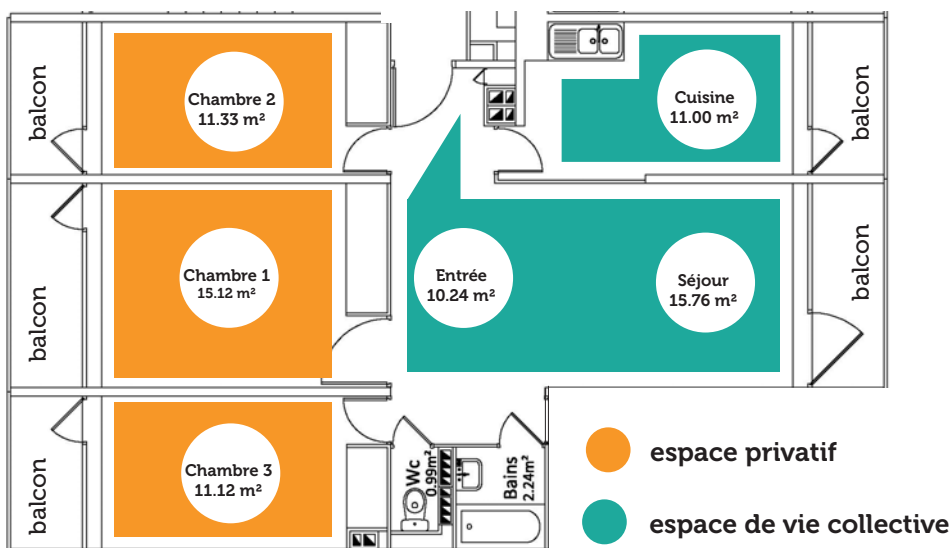 balcon
Chambre 2
11.33 m²
Cuisine
11.00 m²
balcon
balcon
Chambre 1
15.12 m²
Entrée
10.24 m²
Séjour
15.76 m²
balcon
balcon
Chambre 3
11.12 m²
Wc
0.99m²
Bains
2.24m²
espace privatif
espace de vie collective